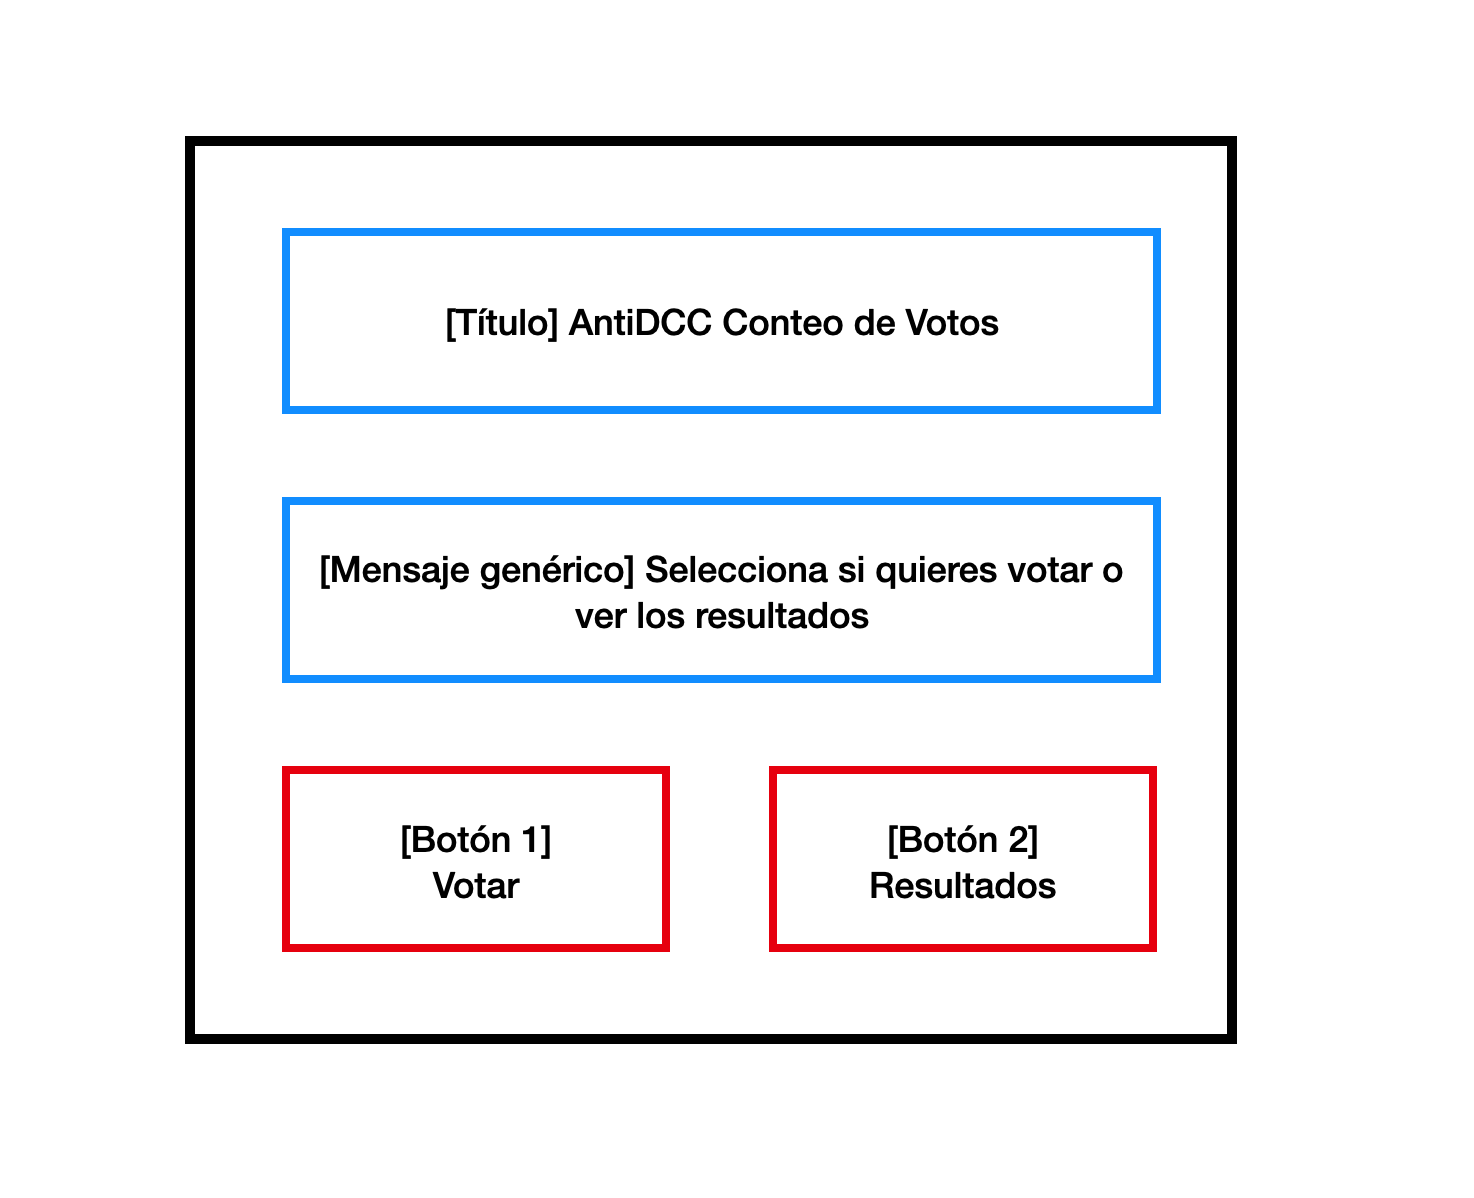 [Título] AntiDCC Conteo de Votos
[Mensaje genérico] Selecciona si quieres votar o
ver los resultados
[Botón 1]
Votar
[Botón 2]
Resultados